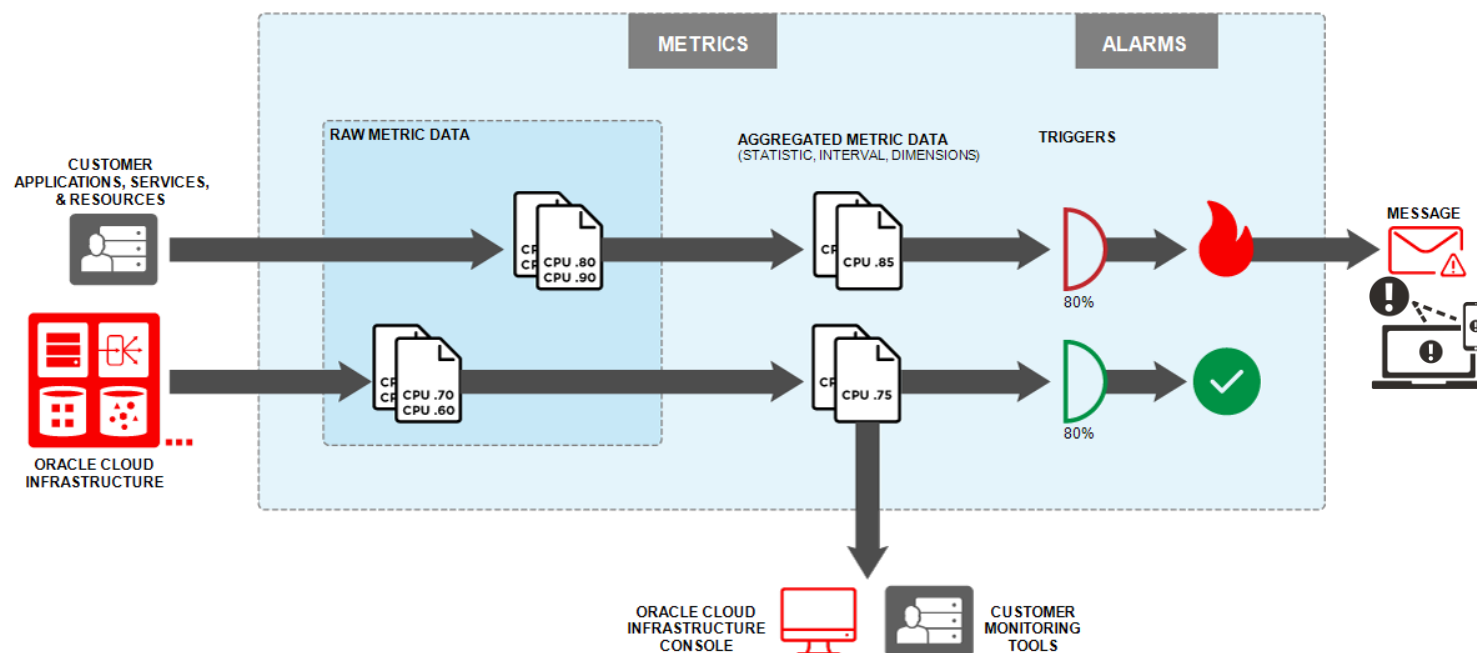 METRICS
ALARMS
RAW METRIC DATA
AGGREGATED METRIC DATA
(STATISTIC, INTERVAL, DIMENSIONS)
TRIGGERS
CUSTOMER
APPLICATIONS, SERVICES,
& RESOURCES
CPU .80
CPU .90
CPU .85
80%
MESSAGE
CPU .70
CPU .60
CPU .75
80%
ORACLE CLOUD
INFRASTRUCTURE
ORACLE CLOUD
INFRASTRUCTURE
CONSOLE
CUSTOMER
MONITORING
TOOLS